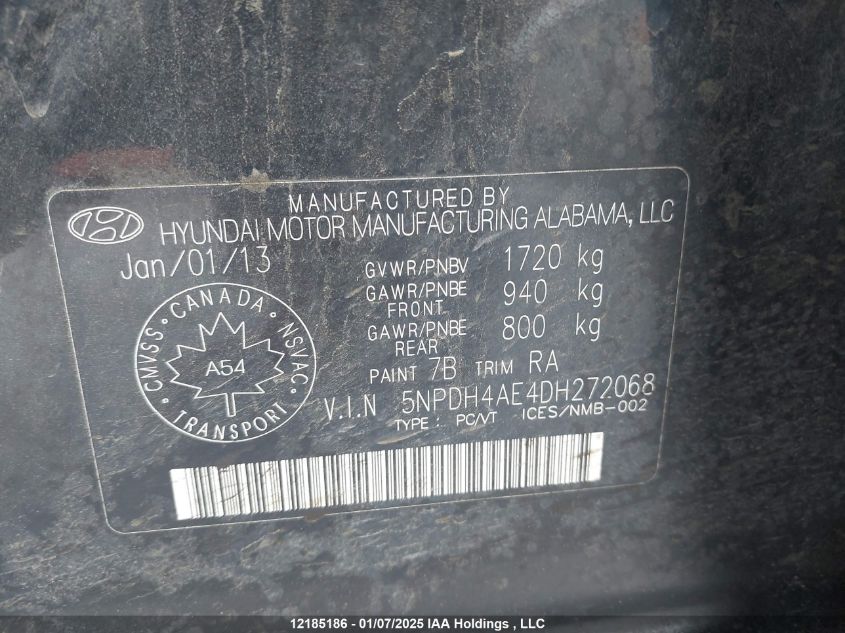 MANUFACTURED BY
HYUNDAI MOTOR MANUFACTURING ALABAMA, LLC
Jan/01/13
GVWR/PNBV 1720 kg
GAWR/PNBE FRONT 940 kg
GAWR/PNBE REAR 800 kg
PAINT 7B TRIM RA
V.I.N 5NPDH4AE4DH272068
TYPE : PC/VT ICES/NMB-002
CMVSS · CANADA · NSVAC · TRANSPORT ·
A54
12185186 - 01/07/2025 IAA Holdings , LLC